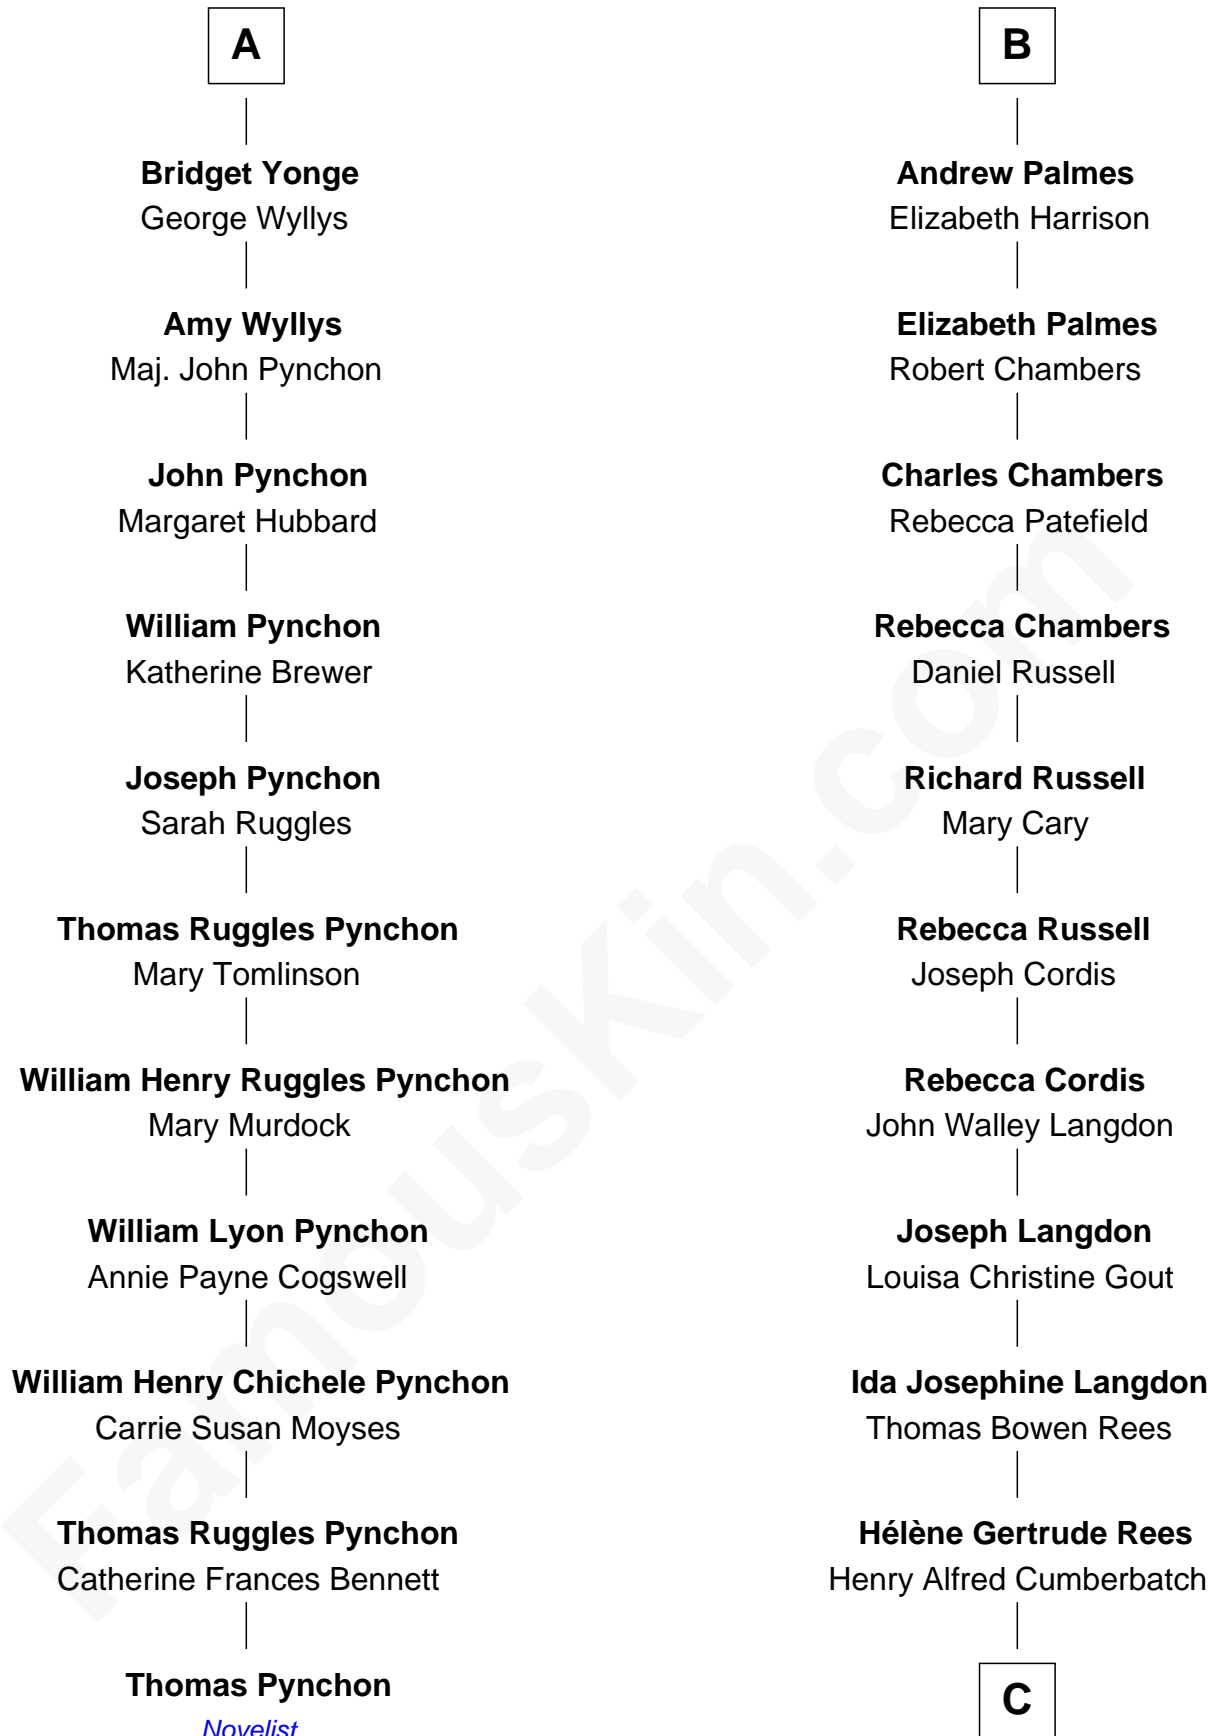 A
Bridget Yonge
George Wyllys
Amy Wyllys
Maj. John Pynchon
John Pynchon
Margaret Hubbard
William Pynchon
Katherine Brewer
Joseph Pynchon
Sarah Ruggles
Thomas Ruggles Pynchon
Mary Tomlinson
William Henry Ruggles Pynchon
Mary Murdock
William Lyon Pynchon
Annie Payne Cogswell
William Henry Chichele Pynchon
Carrie Susan Moyses
Thomas Ruggles Pynchon
Catherine Frances Bennett
Thomas Pynchon
Novelist
B
Andrew Palmes
Elizabeth Harrison
Elizabeth Palmes
Robert Chambers
Charles Chambers
Rebecca Patefield
Rebecca Chambers
Daniel Russell
Richard Russell
Mary Cary
Rebecca Russell
Joseph Cordis
Rebecca Cordis
John Walley Langdon
Joseph Langdon
Louisa Christine Gout
Ida Josephine Langdon
Thomas Bowen Rees
Hélène Gertrude Rees
Henry Alfred Cumberbatch
C
FamousKin.com